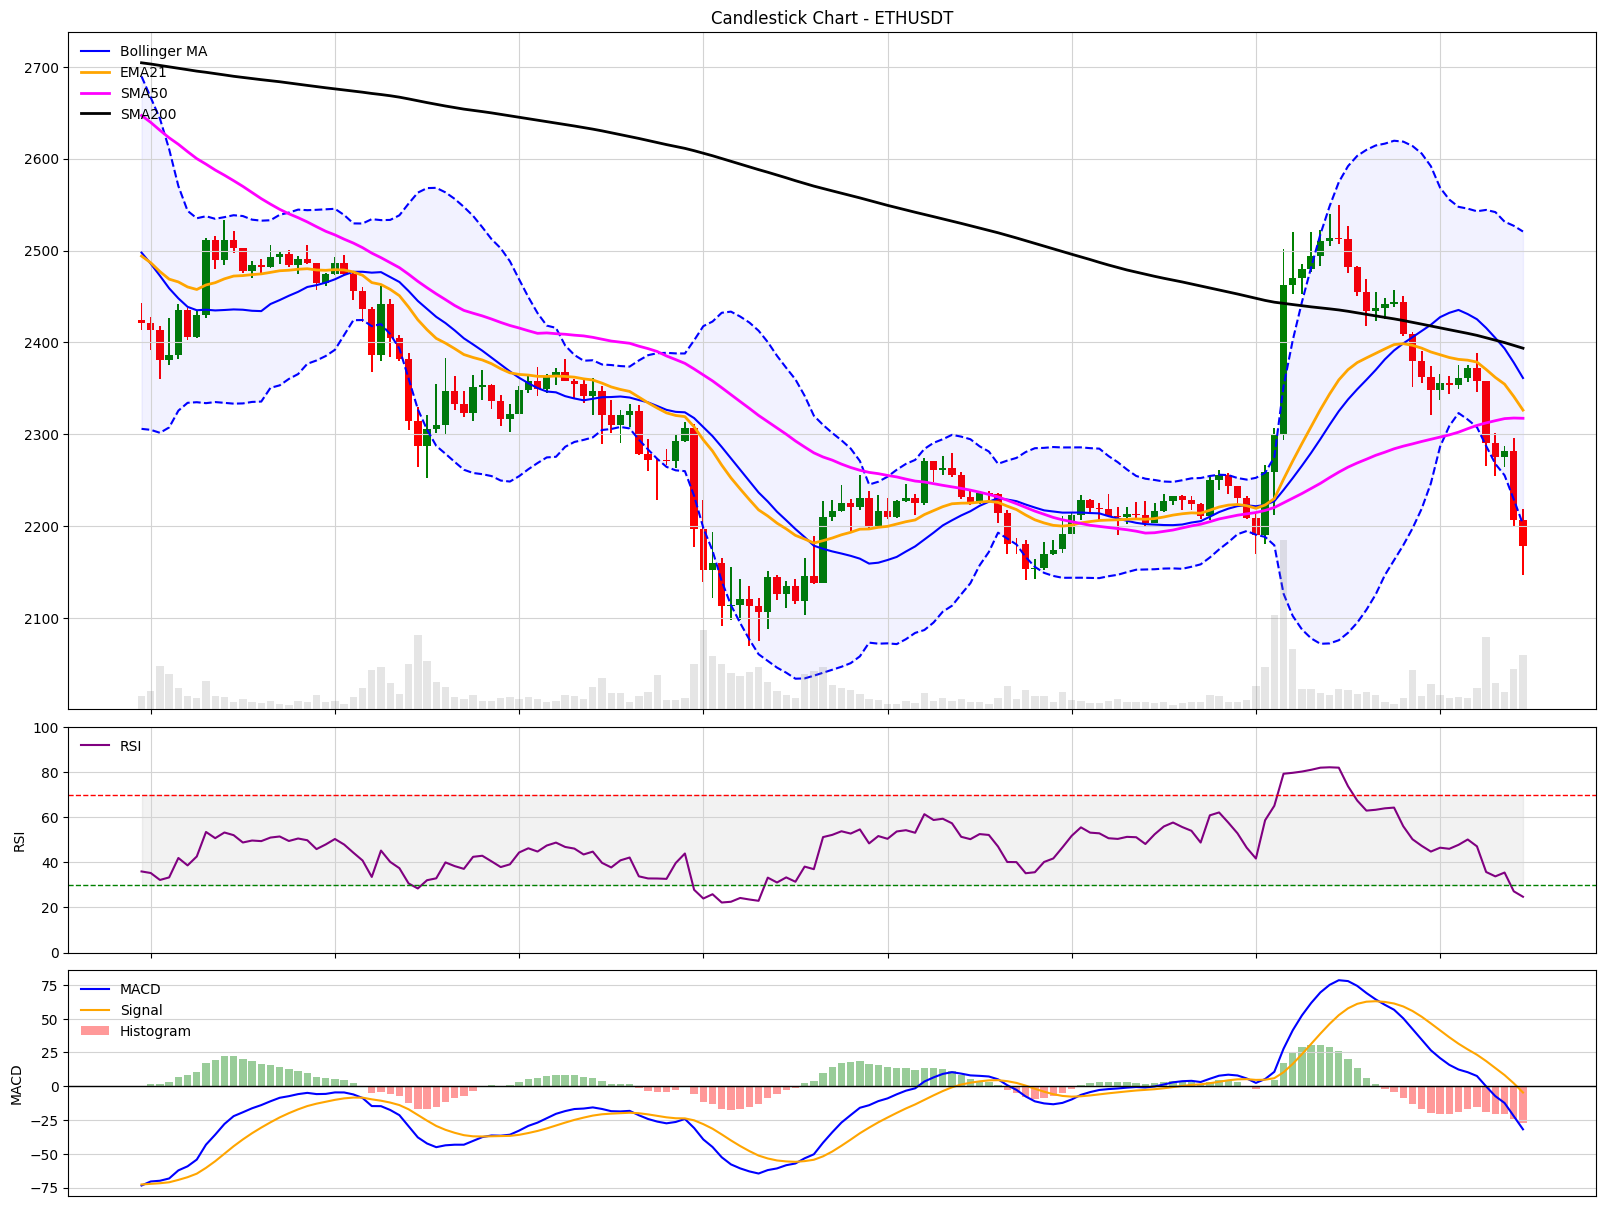 Candlestick Chart - ETHUSDT
Bollinger MA
EMA21
SMA50
SMA200
2700
2600
2500
2400
2300
2200
2100
RSI
RSI
100
80
60
40
20
0
MACD
Signal
Histogram
MACD
75
50
25
0
−25
−50
−75